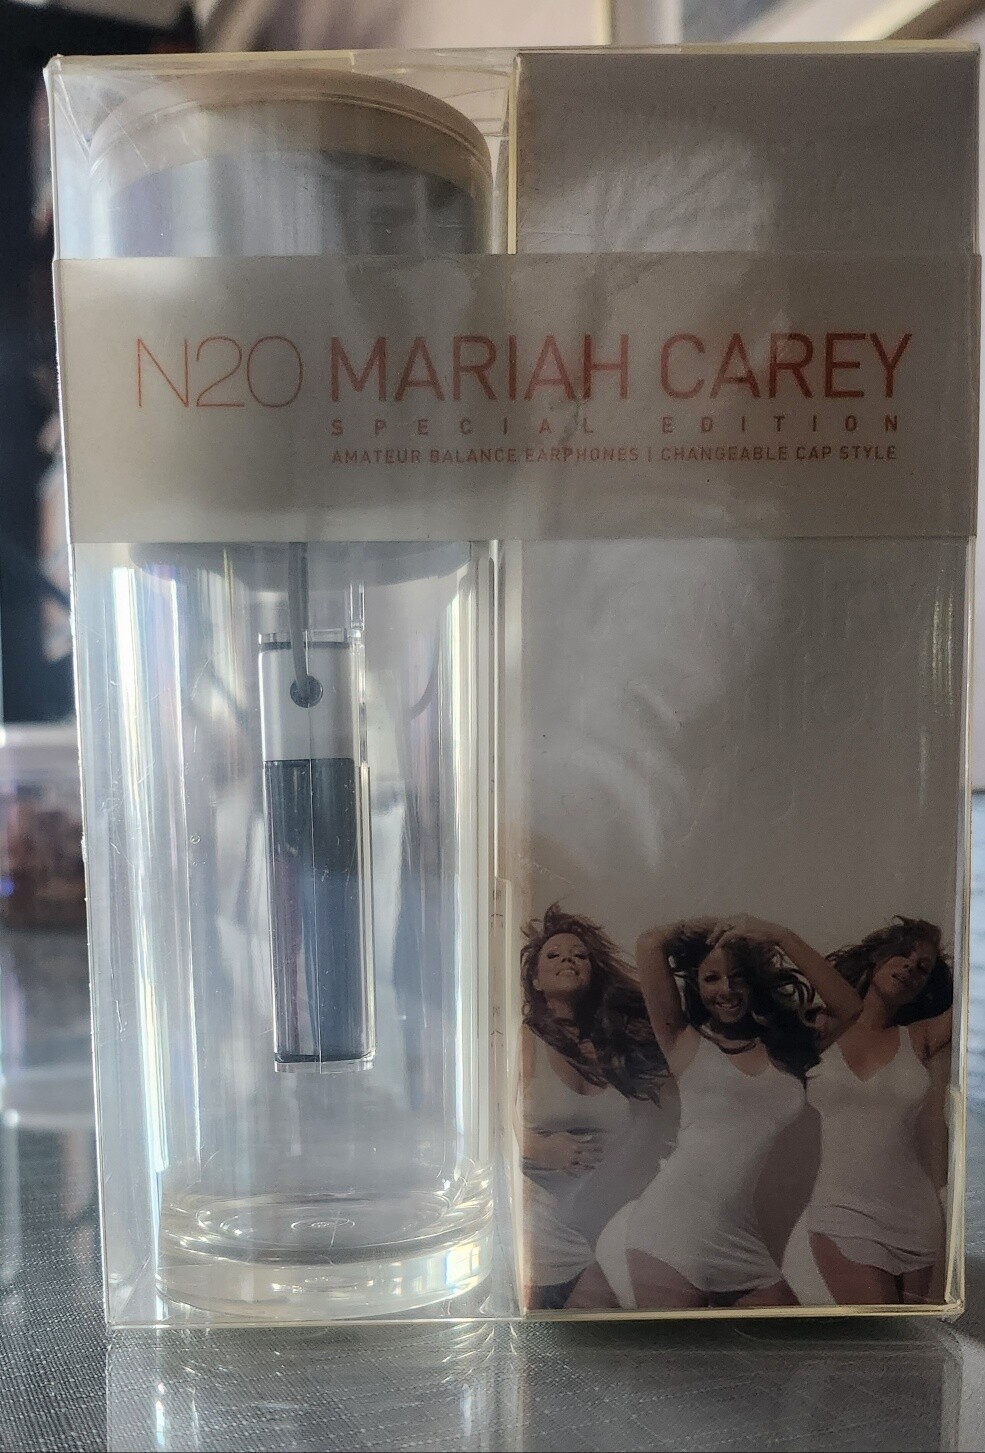 N20 MARIAH CAREY
SPECIAL EDITION
AMATEUR BALANCE EARPHONES | CHANGEABLE CAP STYLE